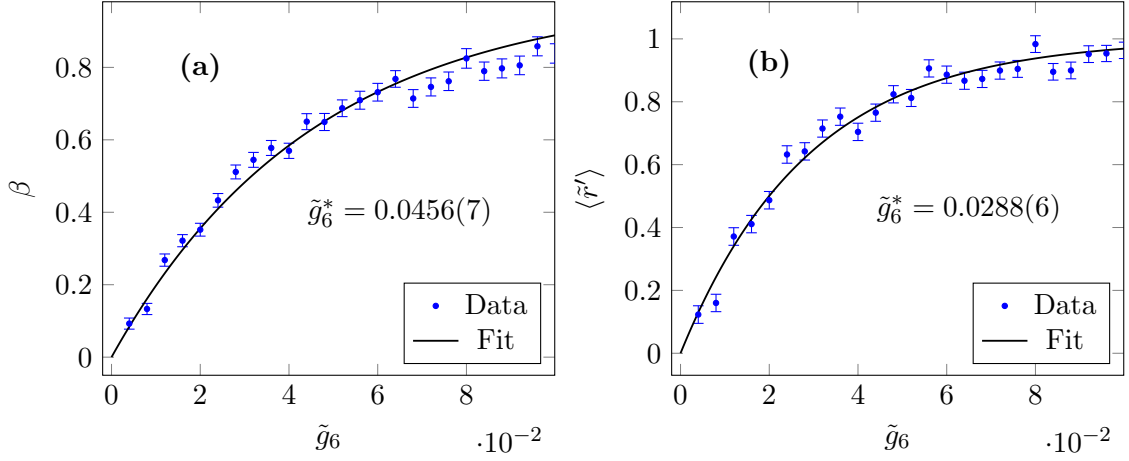 (a)
β
0.8
0.6
0.4
0.2
0
g̃₆* = 0.0456(7)
Data
Fit
0 2 4 6 8
g̃₆
·10⁻²
(b)
⟨r̃′⟩
1
0.8
0.6
0.4
0.2
0
g̃₆* = 0.0288(6)
Data
Fit
0 2 4 6 8
g̃₆
·10⁻²